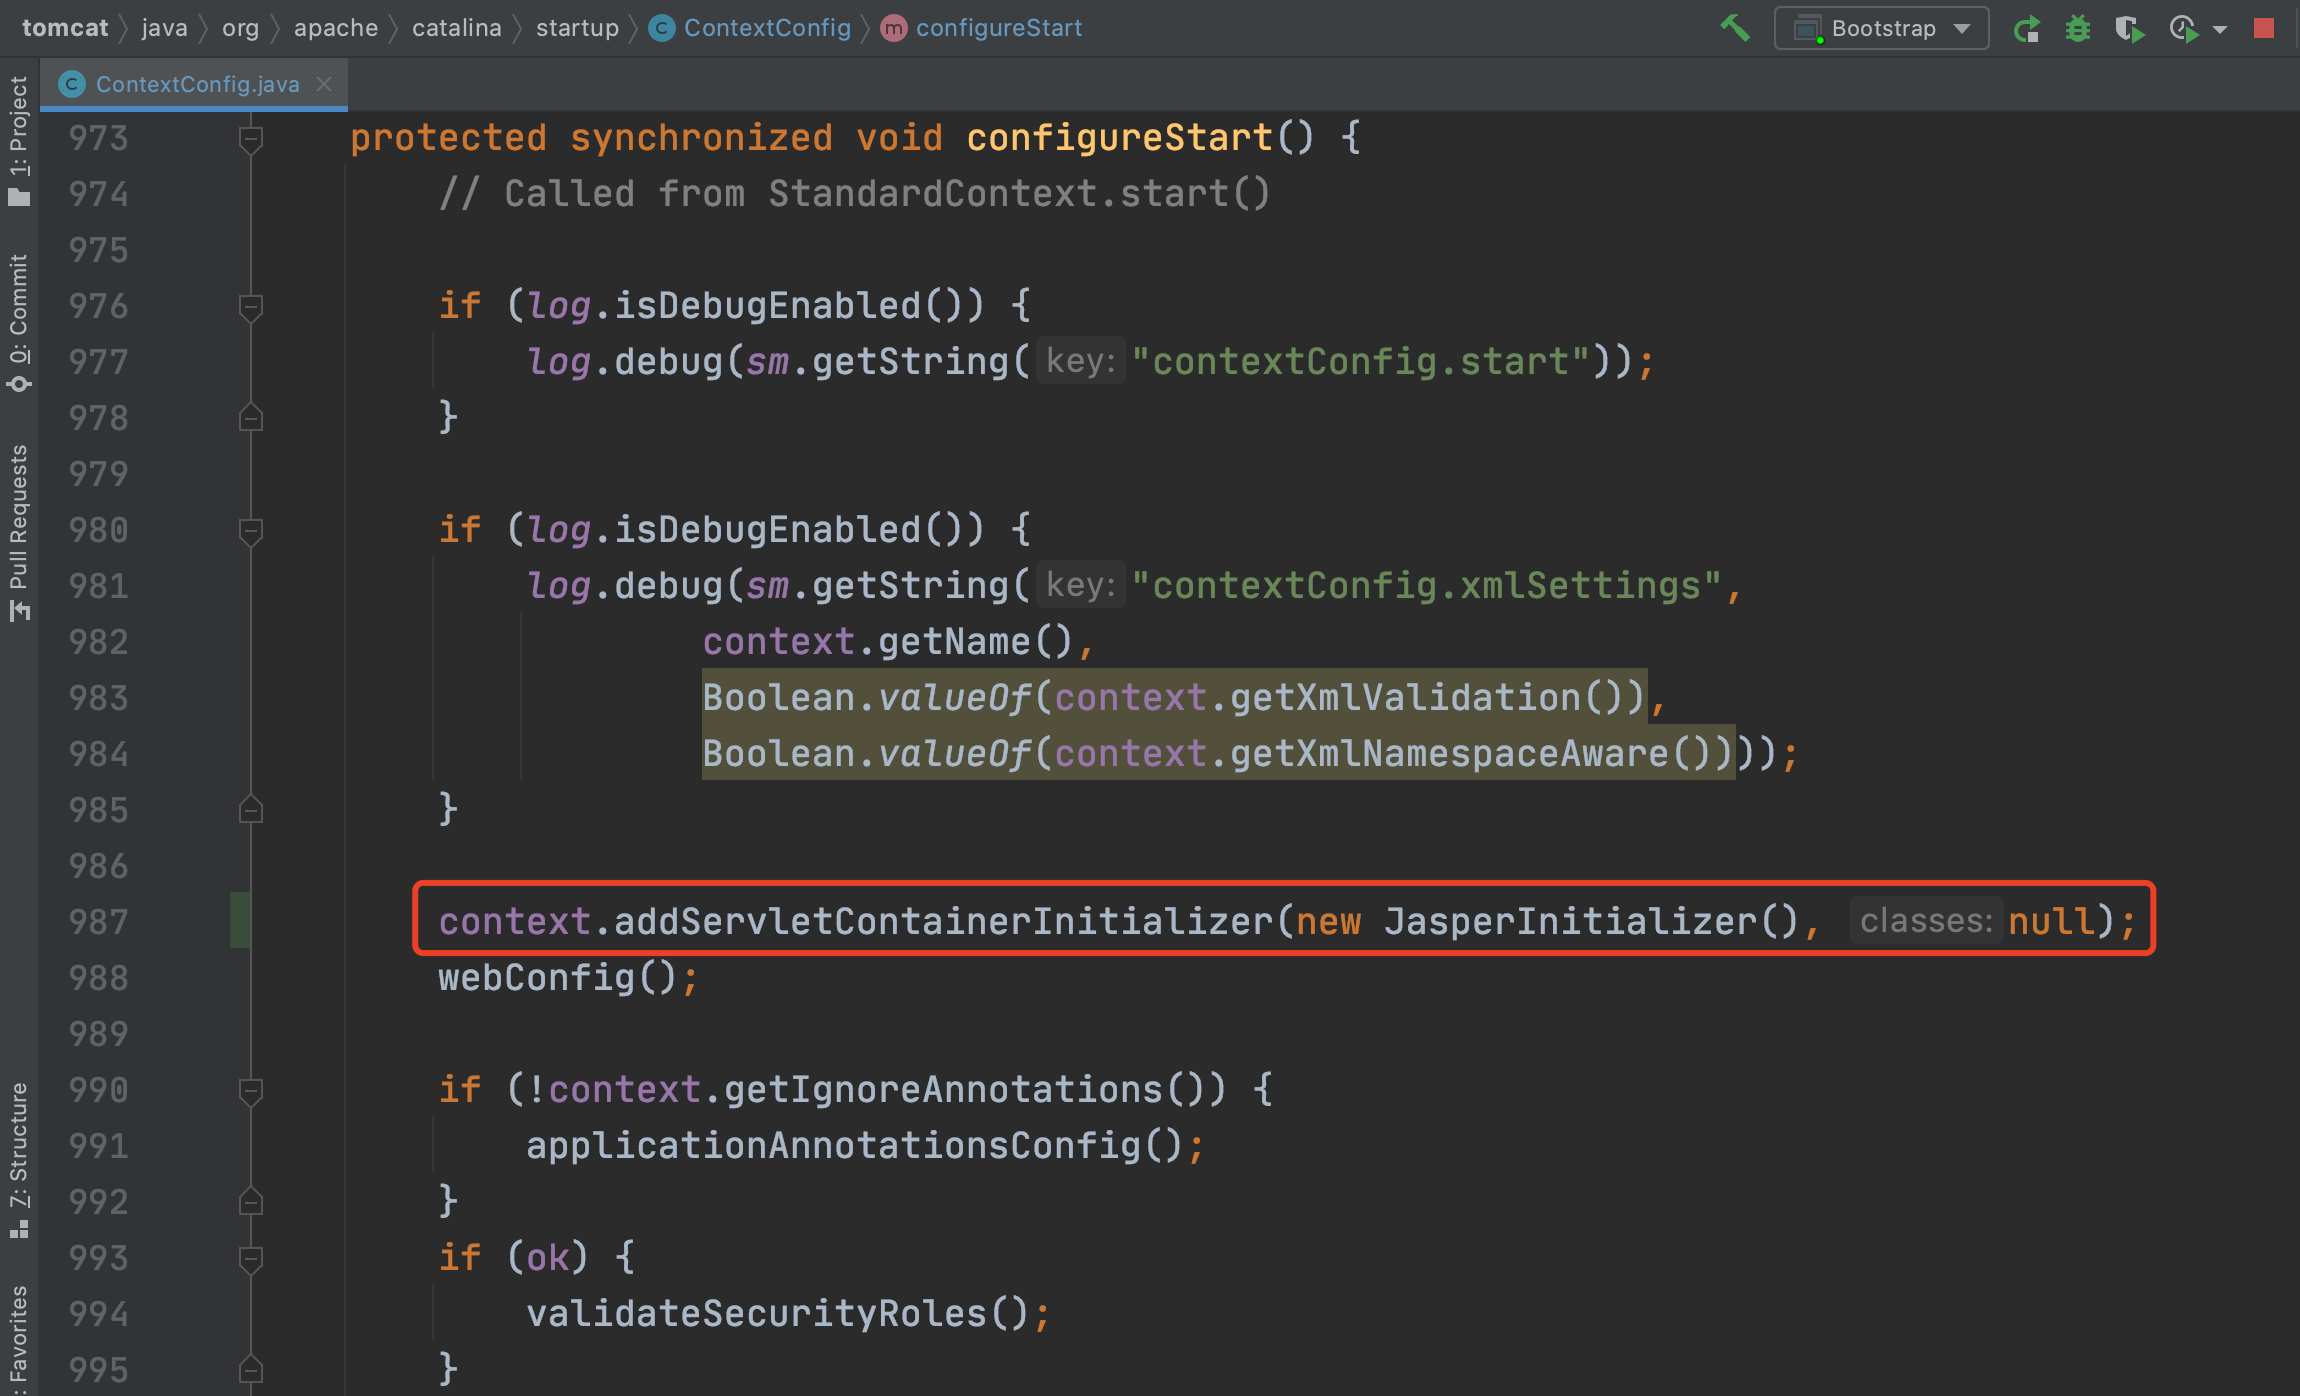 tomcat java org apache catalina startup C ContextConfig m configureStart Bootstrap
C ContextConfig.java
1: Project
0: Commit
Pull Requests
7: Structure
: Favorites
973 protected synchronized void configureStart() {
974 // Called from StandardContext.start()
975
976 if (log.isDebugEnabled()) {
977 log.debug(sm.getString( key: "contextConfig.start"));
978 }
979
980 if (log.isDebugEnabled()) {
981 log.debug(sm.getString( key: "contextConfig.xmlSettings",
982 context.getName(),
983 Boolean.valueOf(context.getXmlValidation()),
984 Boolean.valueOf(context.getXmlNamespaceAware())));
985 }
986
987 context.addServletContainerInitializer(new JasperInitializer(), classes: null);
988 webConfig();
989
990 if (!context.getIgnoreAnnotations()) {
991 applicationAnnotationsConfig();
992 }
993 if (ok) {
994 validateSecurityRoles();
995 }